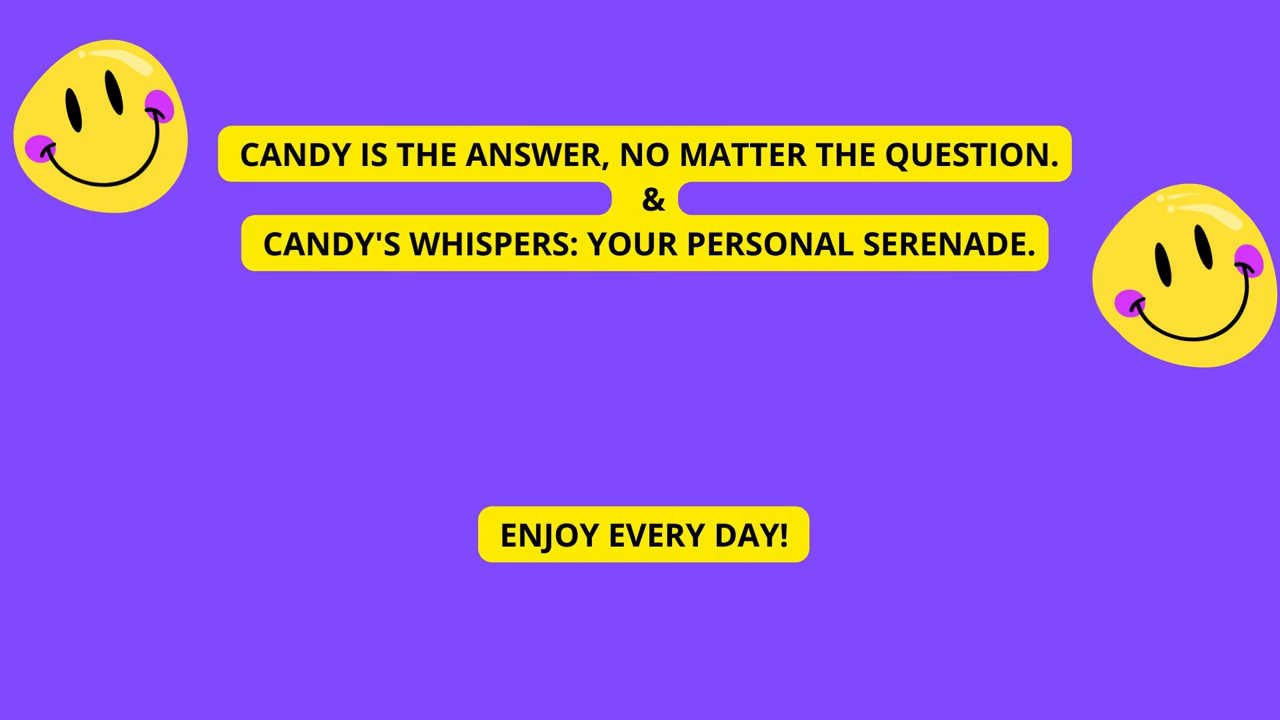 CANDY IS THE ANSWER, NO MATTER THE QUESTION.
&
CANDY'S WHISPERS: YOUR PERSONAL SERENADE.
ENJOY EVERY DAY!